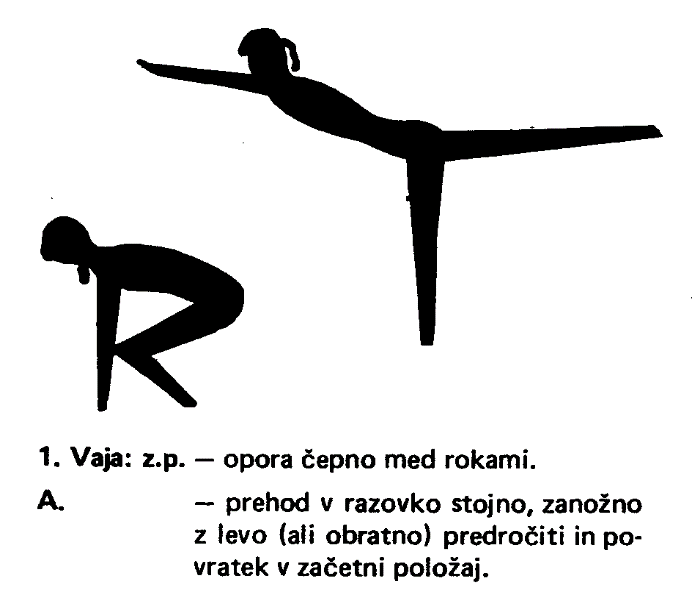 1. Vaja: z.p. — opora čepno med rokami.
A. — prehod v razovko stojno, zanožno
z levo (ali obratno) predročiti in po-
vratek v začetni položaj.